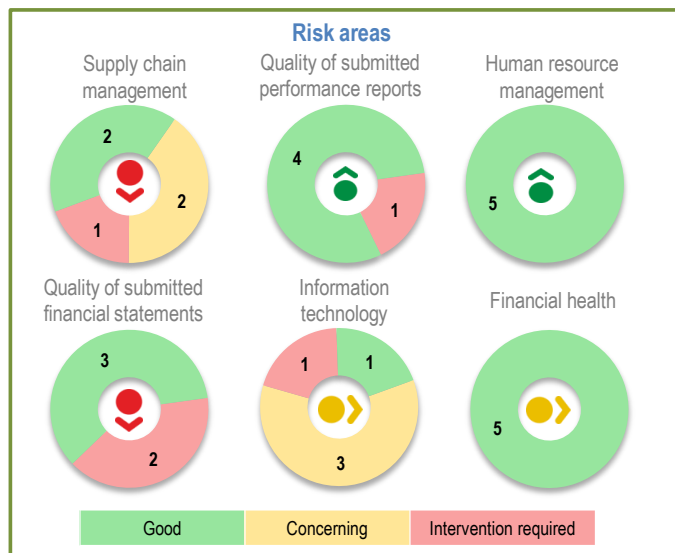 Risk areas
Supply chain
management
2
2
1
Quality of submitted
performance reports
4
1
Human resource
management
5
Quality of submitted
financial statements
3
2
Information
technology
1
1
3
Financial health
5
Good
Concerning
Intervention required